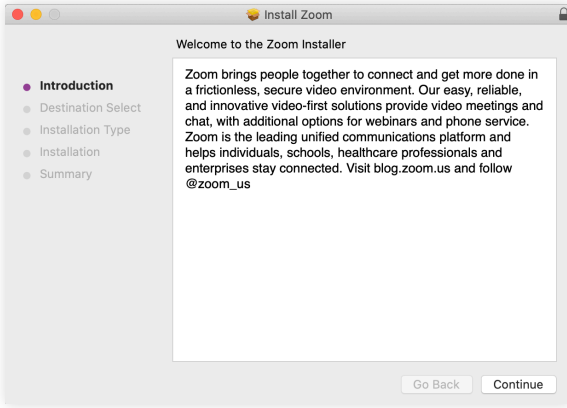 Install Zoom
Welcome to the Zoom Installer
Introduction
Destination Select
Installation Type
Installation
Summary
Zoom brings people together to connect and get more done in
a frictionless, secure video environment. Our easy, reliable,
and innovative video-first solutions provide video meetings and
chat, with additional options for webinars and phone service.
Zoom is the leading unified communications platform and
helps individuals, schools, healthcare professionals and
enterprises stay connected. Visit blog.zoom.us and follow
@zoom_us
Go Back
Continue